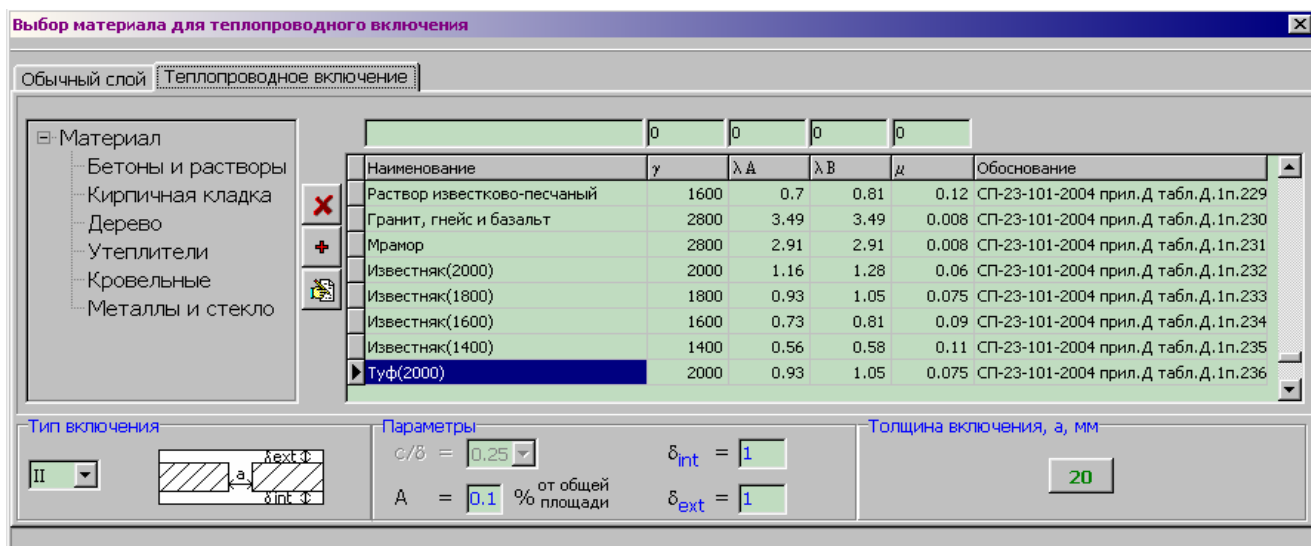 Выбор материала для теплопроводного включения
Обычный слой Теплопроводное включение
Материал
Бетоны и растворы
Кирпичная кладка
Дерево
Утеплители
Кровельные
Металлы и стекло
0 0 0 0
Наименование γ λ A λ B μ Обоснование
Раствор известково-песчаный 1600 0.7 0.81 0.12 СП-23-101-2004 прил.Д табл.Д.1п.229
Гранит, гнейс и базальт 2800 3.49 3.49 0.008 СП-23-101-2004 прил.Д табл.Д.1п.230
Мрамор 2800 2.91 2.91 0.008 СП-23-101-2004 прил.Д табл.Д.1п.231
Известняк(2000) 2000 1.16 1.28 0.06 СП-23-101-2004 прил.Д табл.Д.1п.232
Известняк(1800) 1800 0.93 1.05 0.075 СП-23-101-2004 прил.Д табл.Д.1п.233
Известняк(1600) 1600 0.73 0.81 0.09 СП-23-101-2004 прил.Д табл.Д.1п.234
Известняк(1400) 1400 0.56 0.58 0.11 СП-23-101-2004 прил.Д табл.Д.1п.235
Туф(2000) 2000 0.93 1.05 0.075 СП-23-101-2004 прил.Д табл.Д.1п.236
Тип включения
II
δext
a
δint
Параметры
c/δ = 0.25
A = 0.1 % от общей площади
δint = 1
δext = 1
Толщина включения, а, мм
20